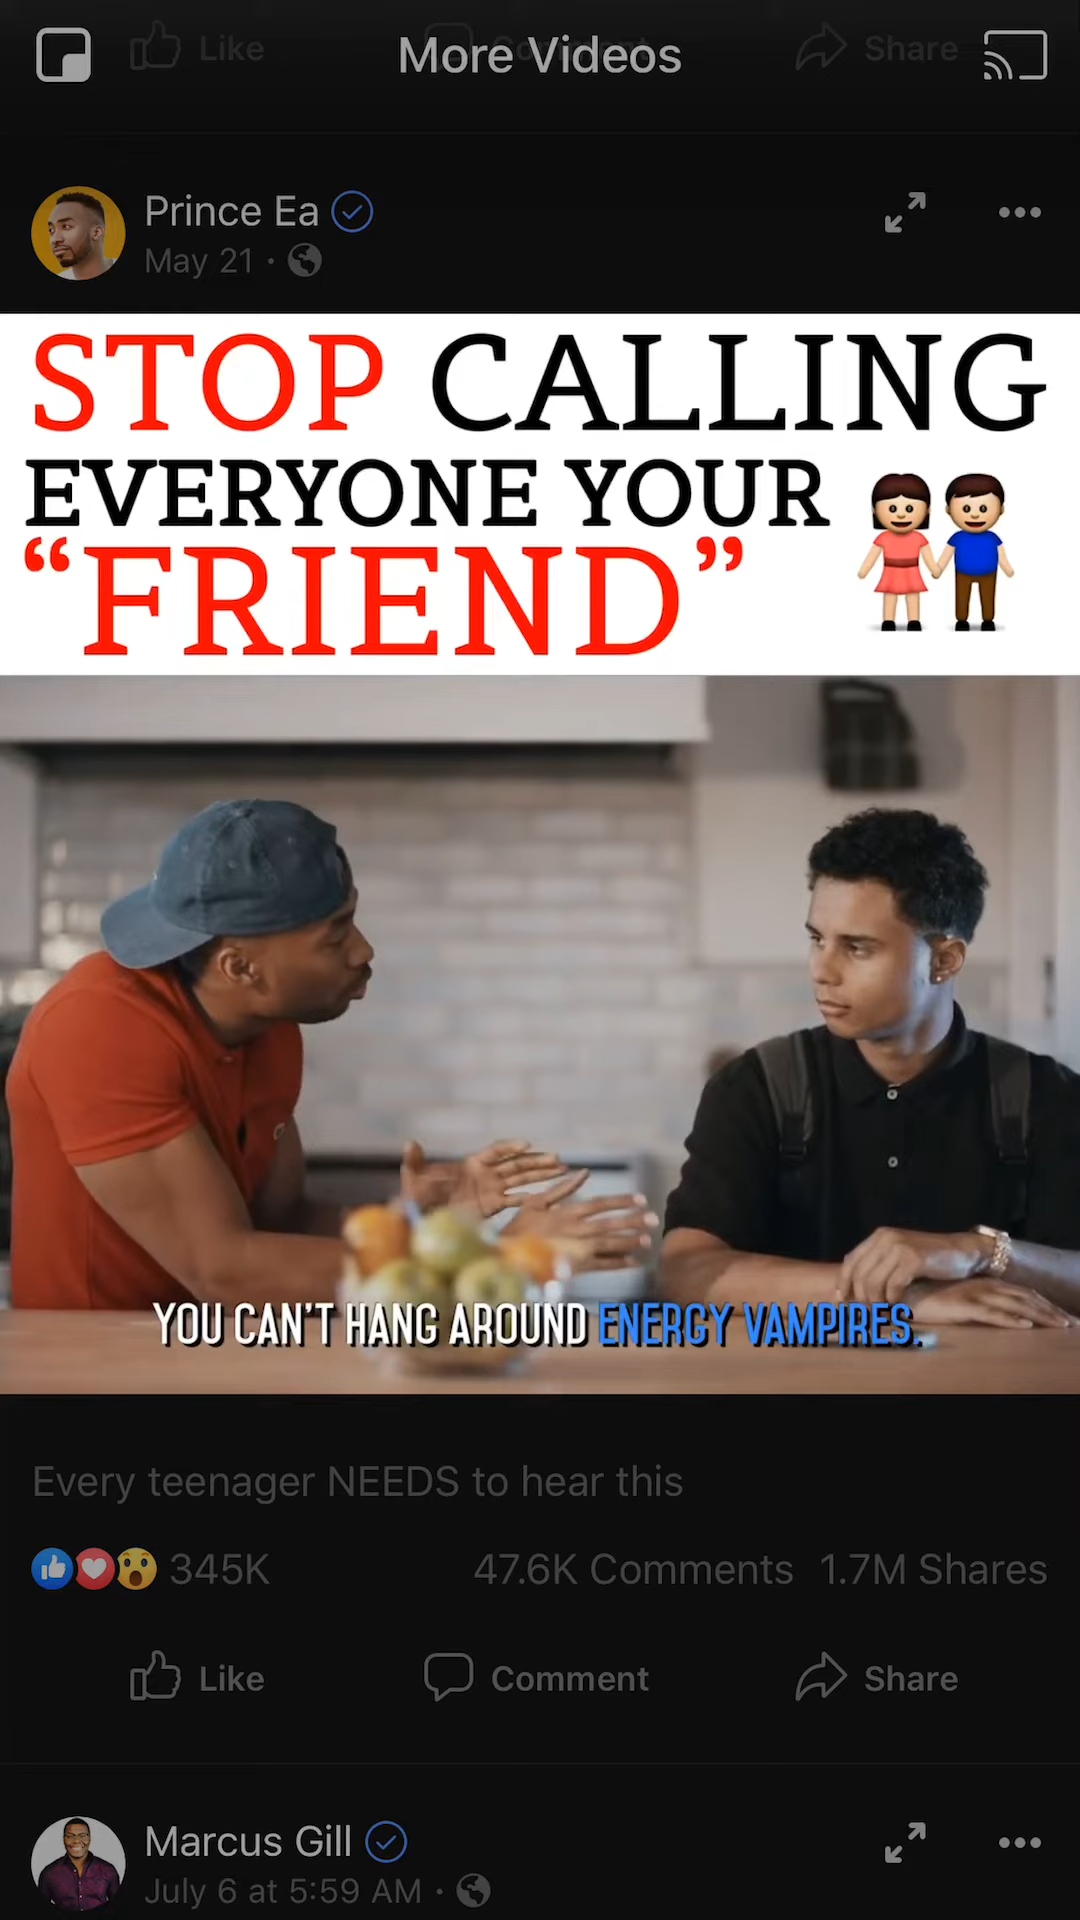 Like Comment Share
More Videos
Prince Ea
May 21 ·
STOP CALLING
EVERYONE YOUR
“FRIEND”
YOU CAN'T HANG AROUND ENERGY VAMPIRES.
Every teenager NEEDS to hear this
345K 47.6K Comments 1.7M Shares
Like Comment Share
Marcus Gill
July 6 at 5:59 AM ·